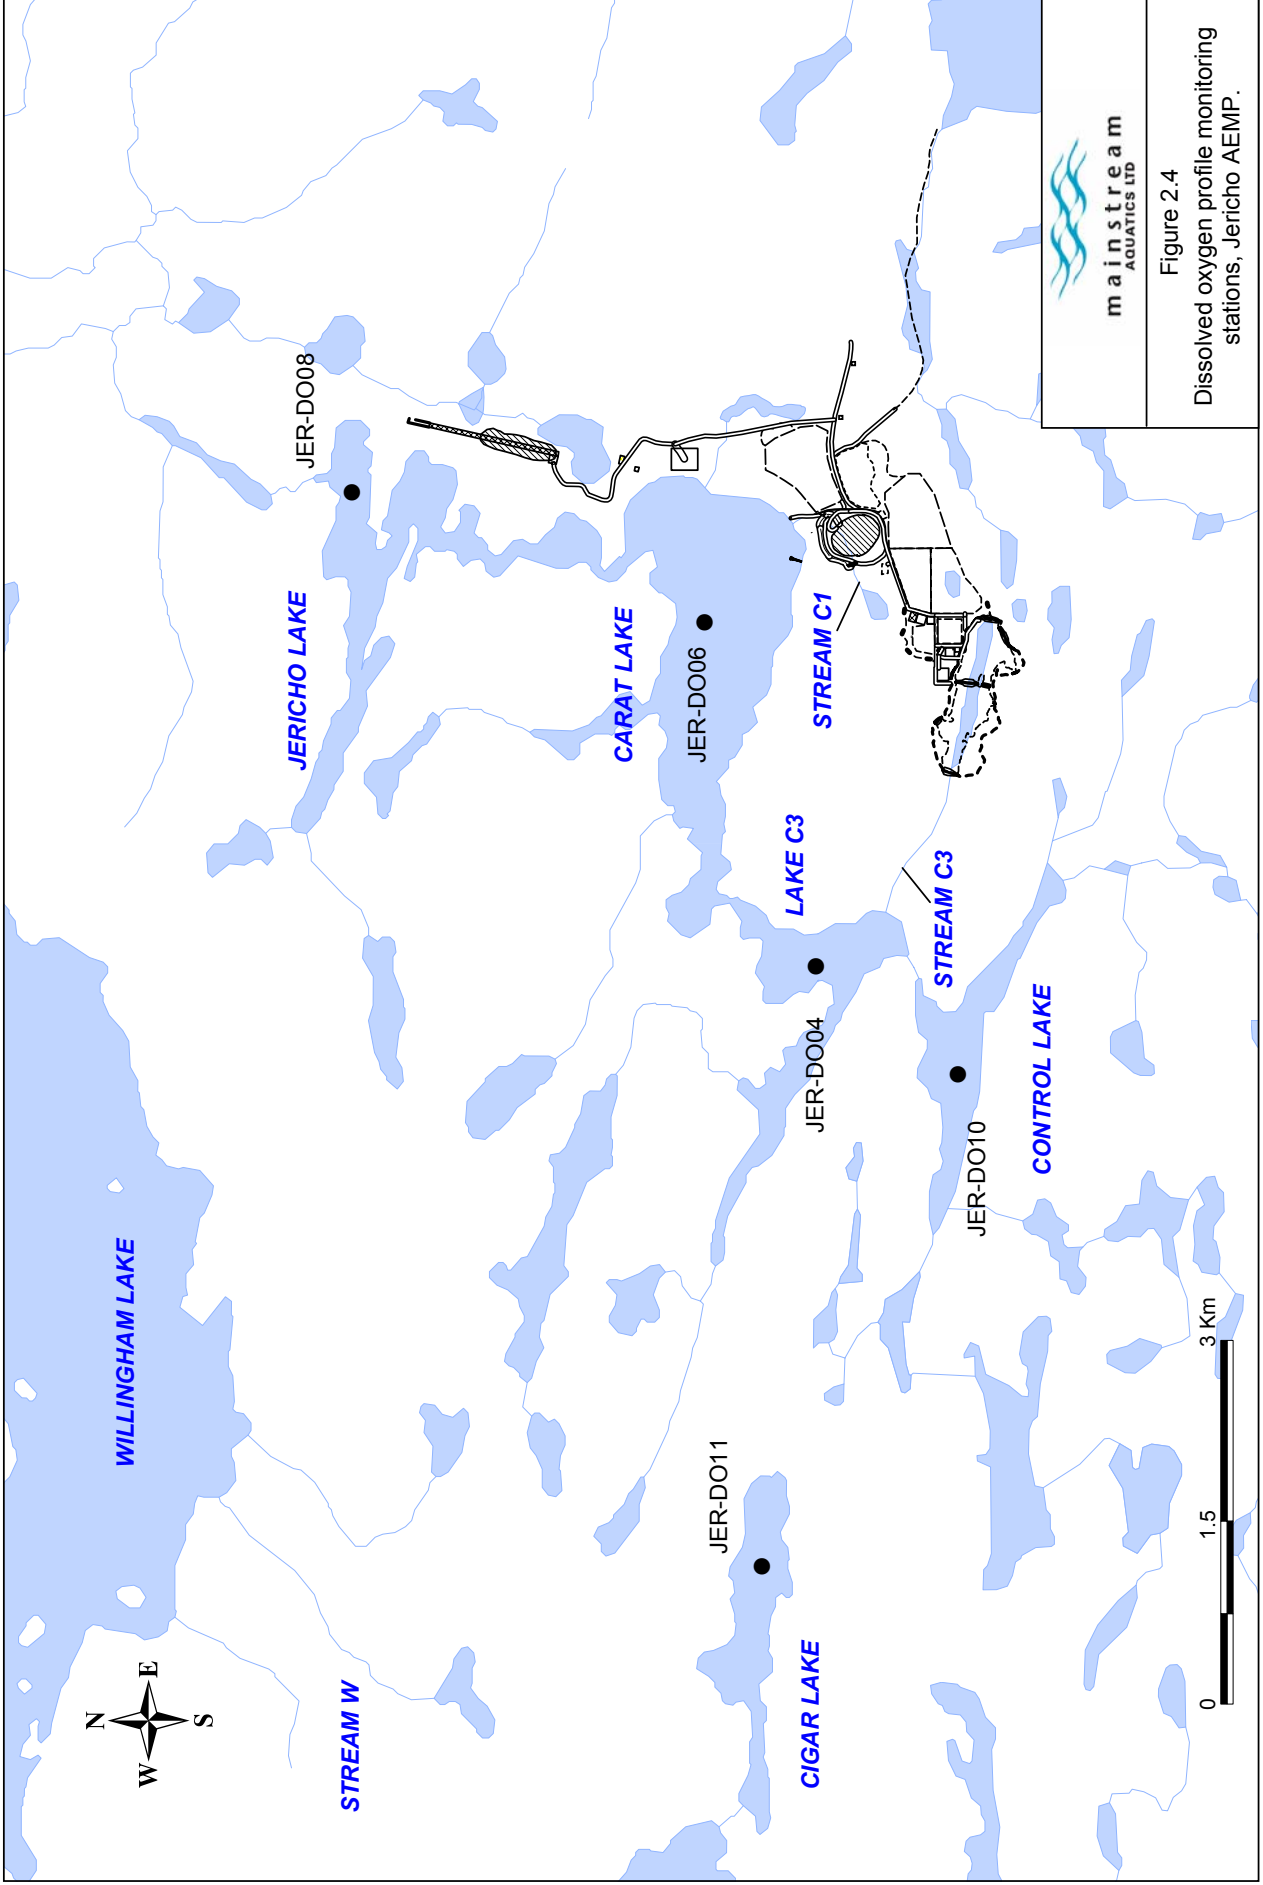 WILLINGHAM LAKE
N
W E
S
STREAM W
JERICHO LAKE
JER-DO08
CARAT LAKE
JER-DO06
STREAM C1
LAKE C3
JER-DO04
STREAM C3
JER-DO10
CONTROL LAKE
JER-DO11
CIGAR LAKE
0 1.5 3 Km
mainstream
AQUATICS LTD
Figure 2.4
Dissolved oxygen profile monitoring
stations, Jericho AEMP.